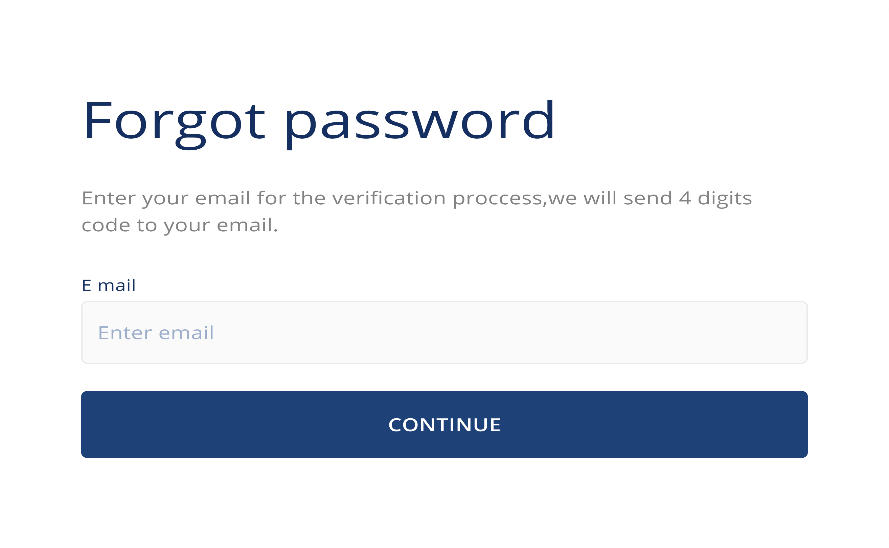 Forgot password
Enter your email for the verification proccess,we will send 4 digits
code to your email.
E mail
Enter email
CONTINUE